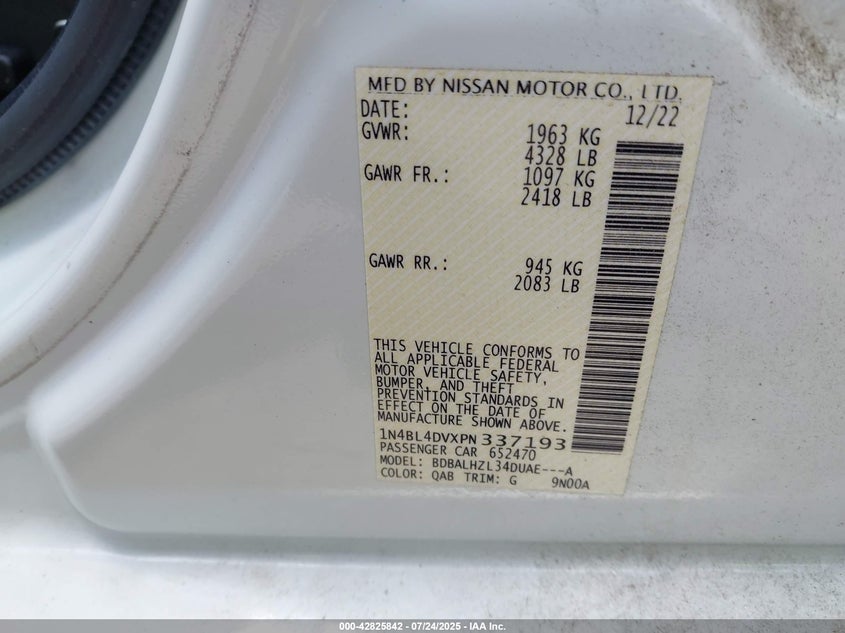 MFD BY NISSAN MOTOR CO., LTD.
DATE: 12/22
GVWR: 1963 KG
4328 LB
GAWR FR.: 1097 KG
2418 LB
GAWR RR.: 945 KG
2083 LB
THIS VEHICLE CONFORMS TO
ALL APPLICABLE FEDERAL
MOTOR VEHICLE SAFETY,
BUMPER, AND THEFT
PREVENTION STANDARDS IN
EFFECT ON THE DATE OF
MANUFACTURE SHOWN ABOVE.
1N4BL4DVXPN337193
PASSENGER CAR 652470
MODEL: BDBALHZL34DUAE---A
COLOR: QAB TRIM: G 9N00A
000-42825842 - 07/24/2025 - IAA Inc.